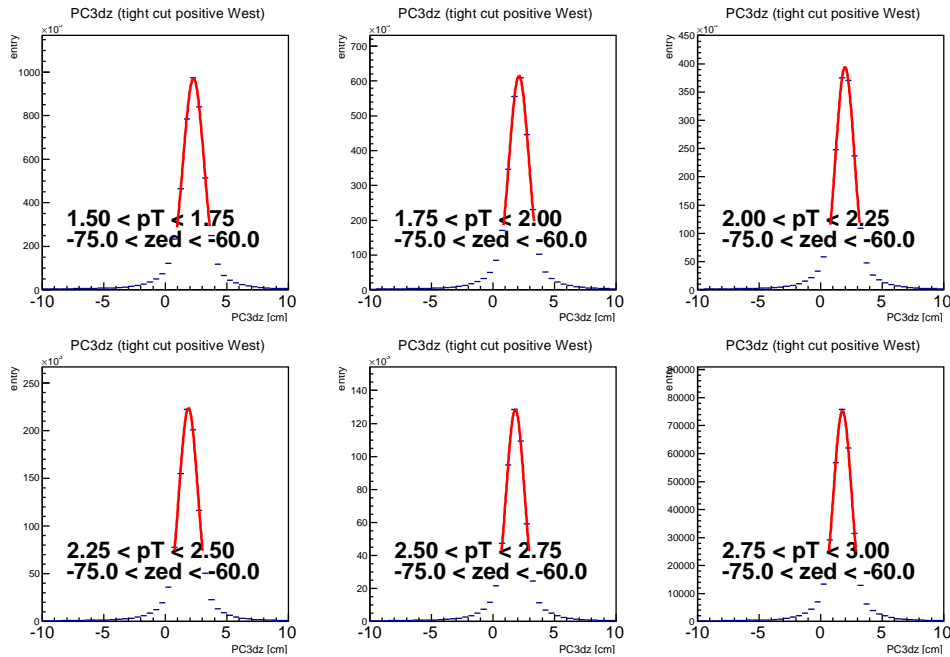 PC3dz (tight cut positive West)
PC3dz (tight cut positive West)
PC3dz (tight cut positive West)
×10³
×10³
×10³
entry
entry
entry
1000
800
600
400
200
0
700
600
500
400
300
200
100
0
450
400
350
300
250
200
150
100
50
0
1.50 < pT < 1.75
-75.0 < zed < -60.0
1.75 < pT < 2.00
-75.0 < zed < -60.0
2.00 < pT < 2.25
-75.0 < zed < -60.0
-10 -5 0 5 10
-10 -5 0 5 10
-10 -5 0 5 10
PC3dz [cm]
PC3dz [cm]
PC3dz [cm]
PC3dz (tight cut positive West)
PC3dz (tight cut positive West)
PC3dz (tight cut positive West)
×10³
×10³
entry
entry
entry
250
200
150
100
50
0
140
120
100
80
60
40
20
0
90000
80000
70000
60000
50000
40000
30000
20000
10000
0
2.25 < pT < 2.50
-75.0 < zed < -60.0
2.50 < pT < 2.75
-75.0 < zed < -60.0
2.75 < pT < 3.00
-75.0 < zed < -60.0
-10 -5 0 5 10
-10 -5 0 5 10
-10 -5 0 5 10
PC3dz [cm]
PC3dz [cm]
PC3dz [cm]